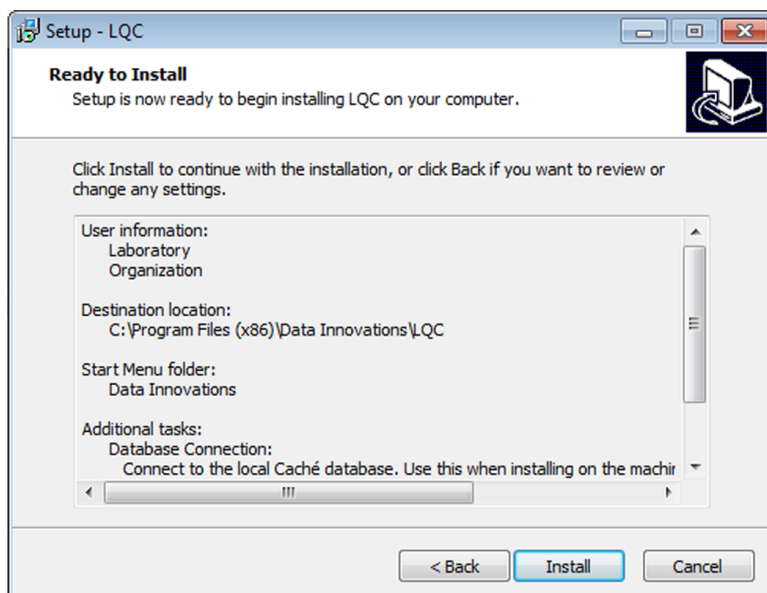 Setup - LQC
Ready to Install
Setup is now ready to begin installing LQC on your computer.
Click Install to continue with the installation, or click Back if you want to review or
change any settings.
User information:
Laboratory
Organization
Destination location:
C:\Program Files (x86)\Data Innovations\LQC
Start Menu folder:
Data Innovations
Additional tasks:
Database Connection:
Connect to the local Caché database. Use this when installing on the machin
< Back
Install
Cancel